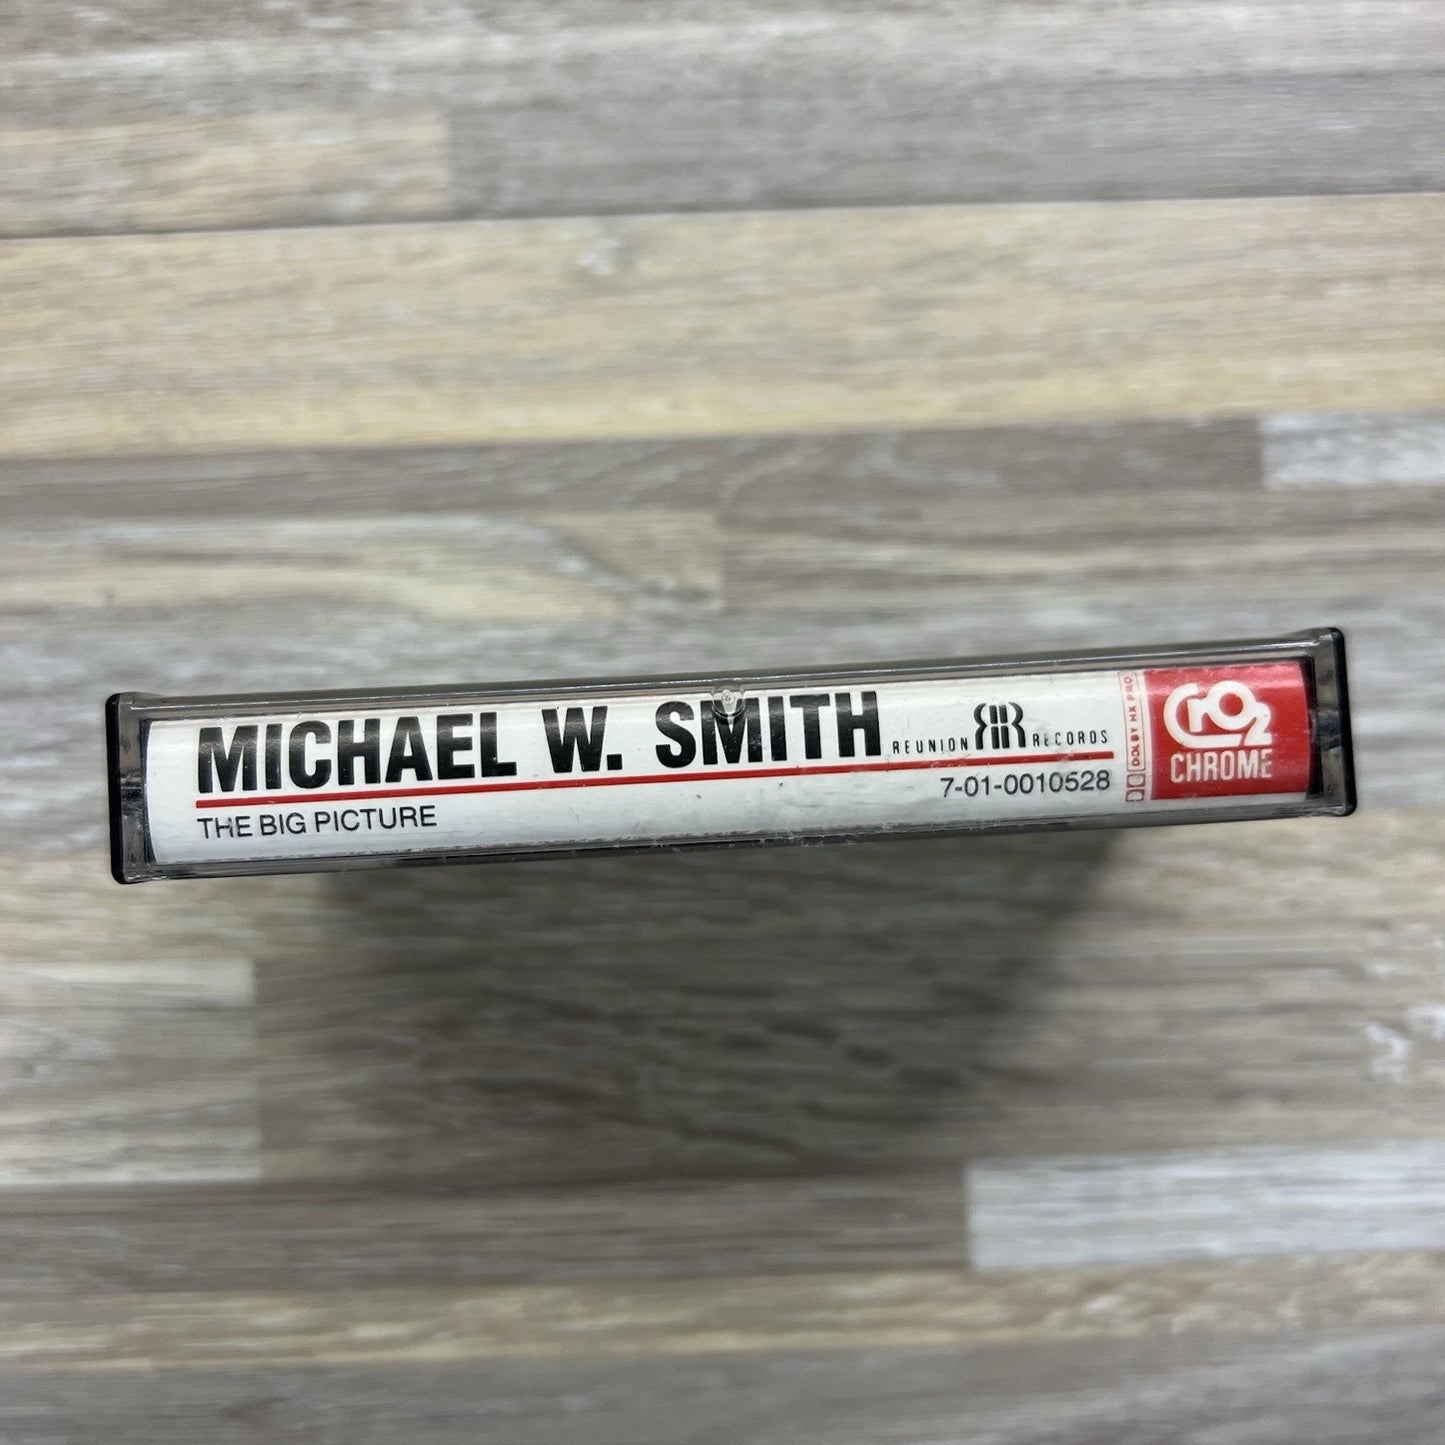 MICHAEL W. SMITH
REUNION RECORDS
THE BIG PICTURE
7-01-0010528
DOLBY HX PRO
CrO2
CHROME